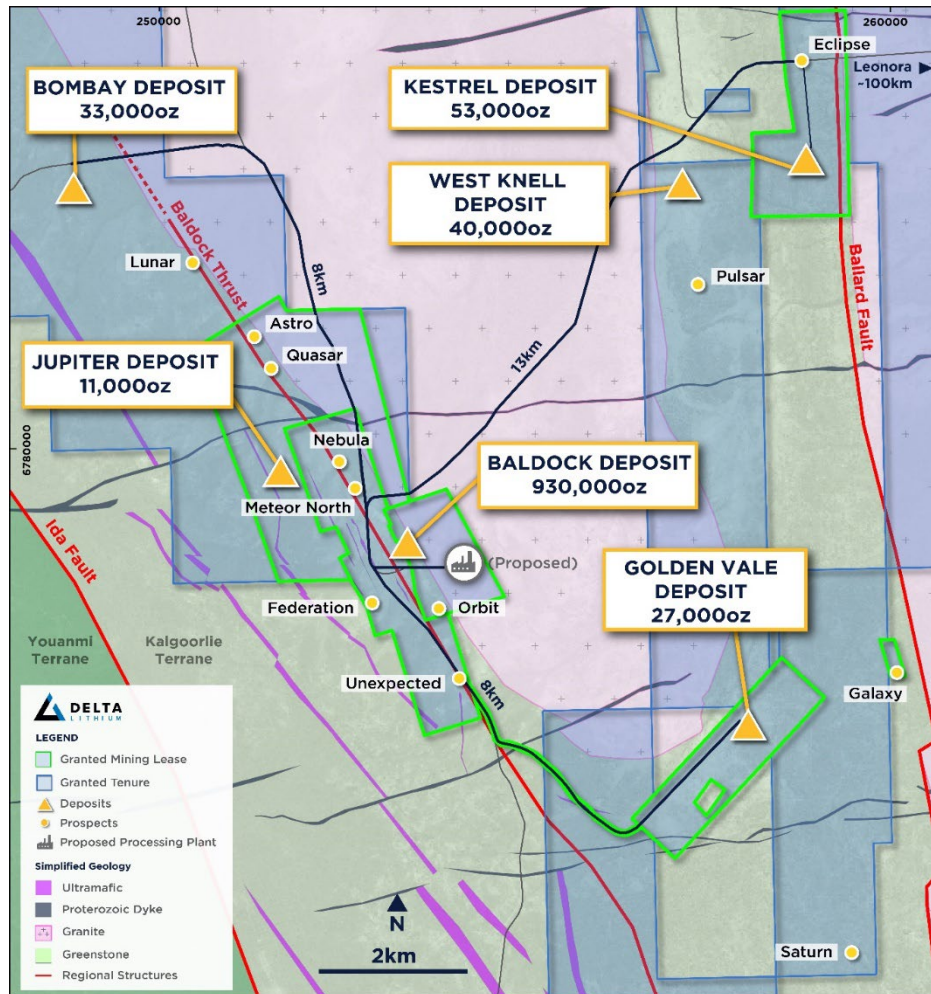 250000
260000
Eclipse
Leonora
~100km
BOMBAY DEPOSIT
33,000oz
KESTREL DEPOSIT
53,000oz
WEST KNELL
DEPOSIT
40,000oz
Baldock Thrust
Lunar
8km
Pulsar
Ballard Fault
Astro
Quasar
13km
JUPITER DEPOSIT
11,000oz
6780000
Nebula
Meteor North
BALDOCK DEPOSIT
930,000oz
Ida Fault
(Proposed)
GOLDEN VALE
DEPOSIT
27,000oz
Federation
Orbit
Youanmi
Terrane
Kalgoorlie
Terrane
Unexpected
8km
Galaxy
DELTA
LITHIUM
LEGEND
Granted Mining Lease
Granted Tenure
Deposits
Prospects
Proposed Processing Plant
Simplified Geology
Ultramafic
Proterozoic Dyke
Granite
Greenstone
Regional Structures
N
2km
Saturn